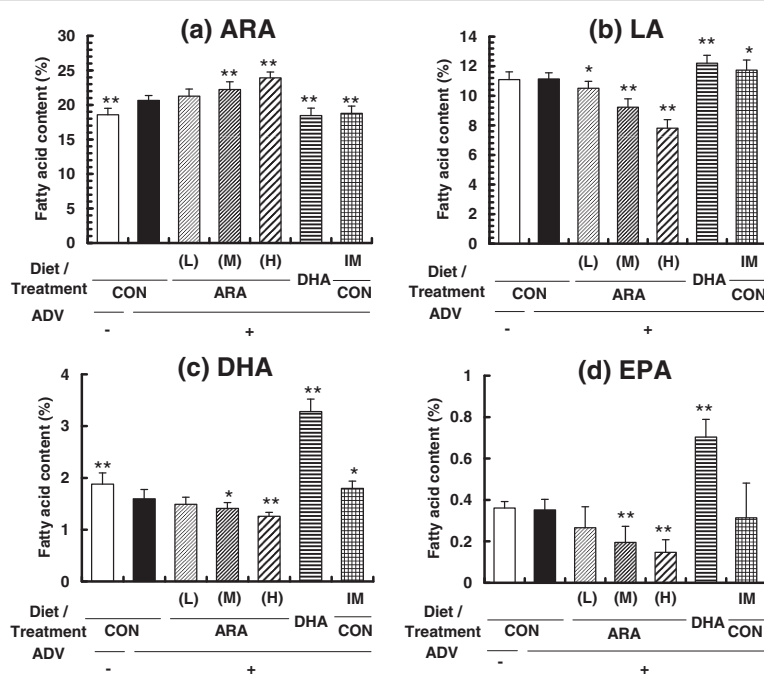 (a) ARA
Fatty acid content (%)
30
25
20
15
10
5
0
**
**
**
**
**
(L)
(M)
(H)
IM
Diet /
Treatment
CON
ARA
DHA
CON
ADV
-
+
(b) LA
Fatty acid content (%)
14
12
10
8
6
4
2
0
*
**
**
**
*
(L)
(M)
(H)
IM
Diet /
Treatment
CON
ARA
DHA
CON
ADV
-
+
(c) DHA
Fatty acid content (%)
4
3
2
1
0
**
*
**
**
*
(L)
(M)
(H)
IM
Diet /
Treatment
CON
ARA
DHA
CON
ADV
-
+
(d) EPA
Fatty acid content (%)
1
0.8
0.6
0.4
0.2
0
**
**
**
(L)
(M)
(H)
IM
Diet /
Treatment
CON
ARA
DHA
CON
ADV
-
+